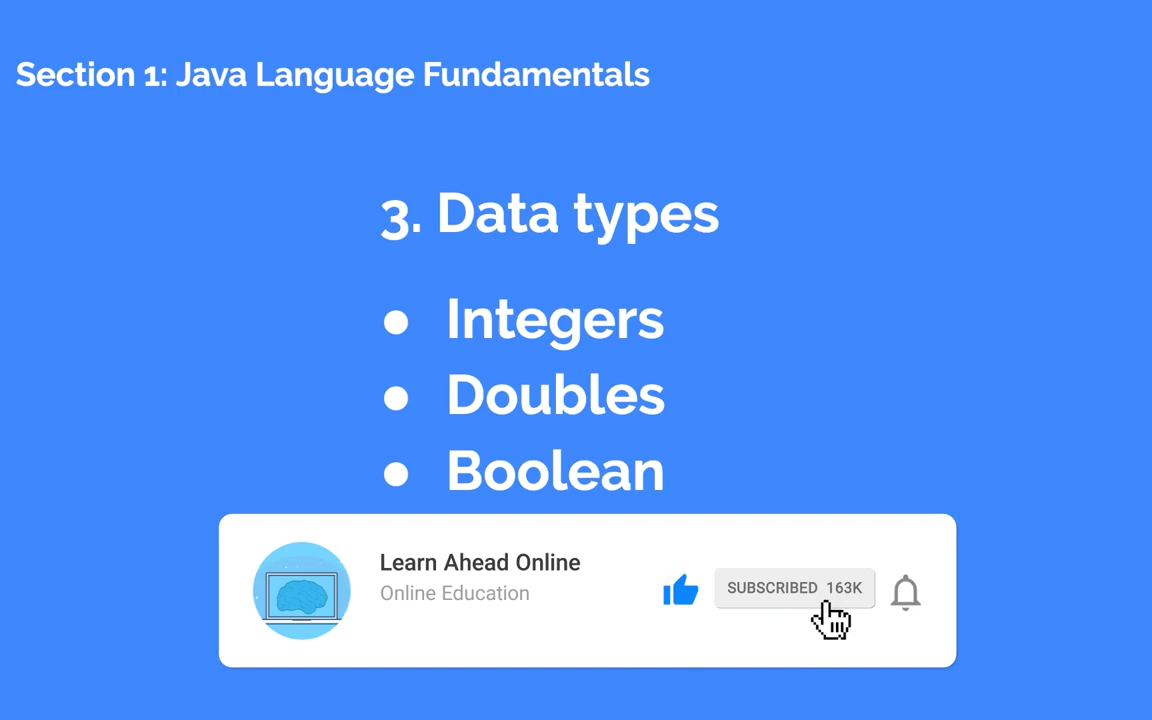 Section 1: Java Language Fundamentals
3. Data types
● Integers
● Doubles
● Boolean
Learn Ahead Online
Online Education
SUBSCRIBED 163K